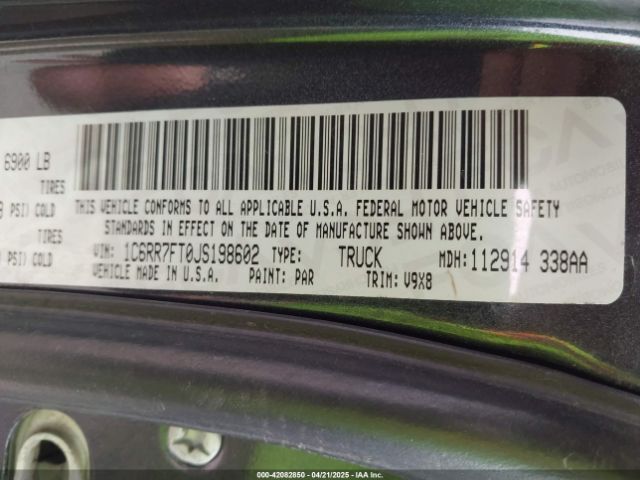 6900 LB
TIRES
PSI) COLD
TIRES
PSI) COLD
THIS VEHICLE CONFORMS TO ALL APPLICABLE U.S.A. FEDERAL MOTOR VEHICLE SAFETY
STANDARDS IN EFFECT ON THE DATE OF MANUFACTURE SHOWN ABOVE.
VIN: 1C6RR7FT0JS198602 TYPE: TRUCK MDH: 112914 338AA
VEHICLE MADE IN U.S.A. PAINT: PAR TRIM: V9X8
000-42082850 - 04/21/2025 - IAAI.COM